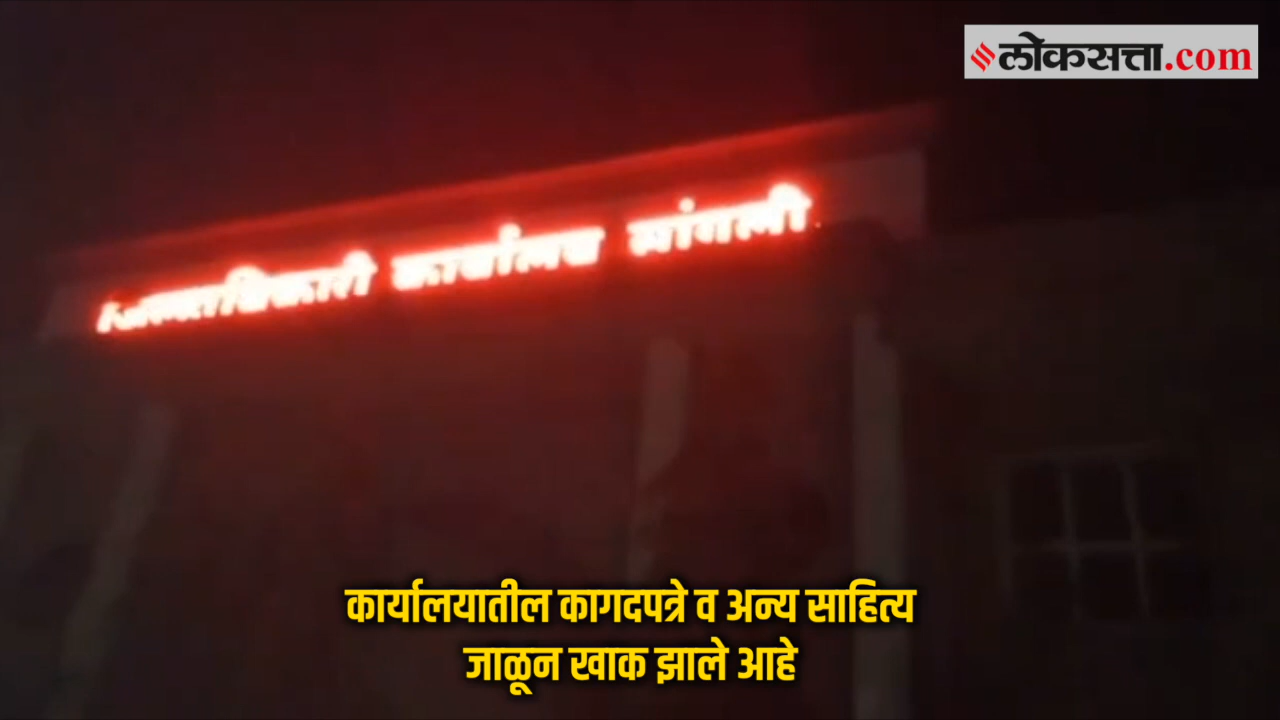 लोकसत्ता.com
जिल्हाधिकारी कार्यालय सांगली
कार्यालयातील कागदपत्रे व अन्य साहित्य
जाळून खाक झाले आहे